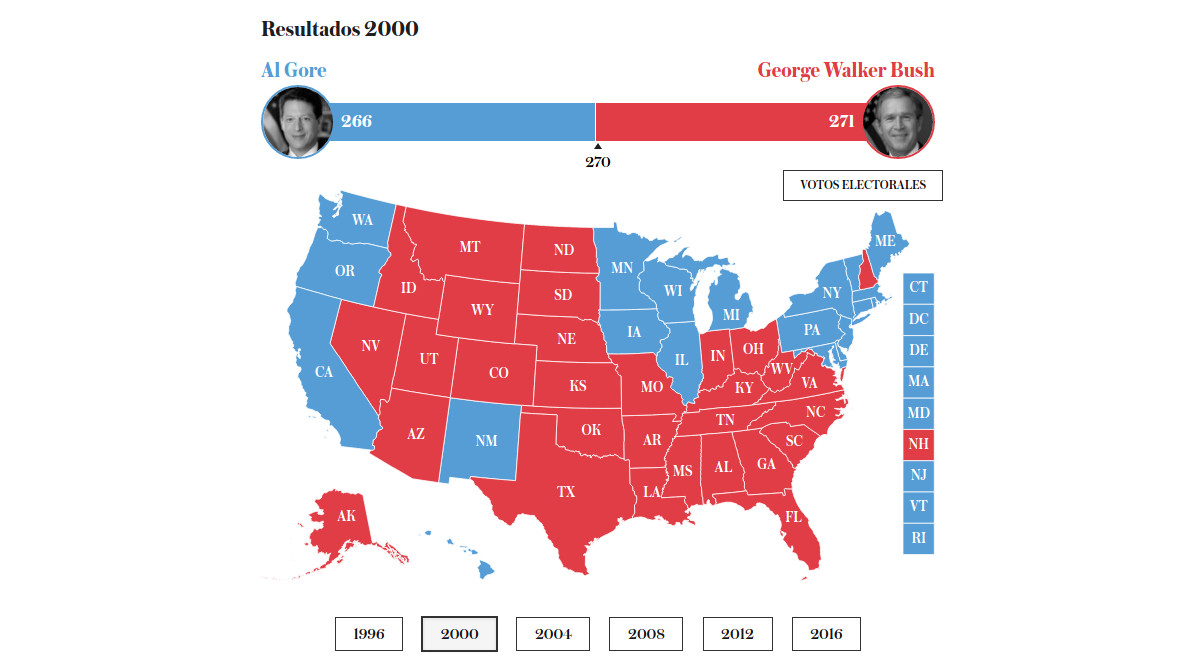 Resultados 2000
Al Gore
George Walker Bush
266
271
270
VOTOS ELECTORALES
WA
MT
ND
MN
ME
OR
ID
SD
WI
NY
CT
WY
MI
DC
NV
NE
IA
PA
UT
CO
IL
IN
OH
DE
CA
KS
MO
KY
WV
VA
MA
AZ
NM
OK
AR
TN
NC
MD
SC
NH
MS
AL
GA
NJ
TX
LA
VT
AK
FL
RI
1996
2000
2004
2008
2012
2016